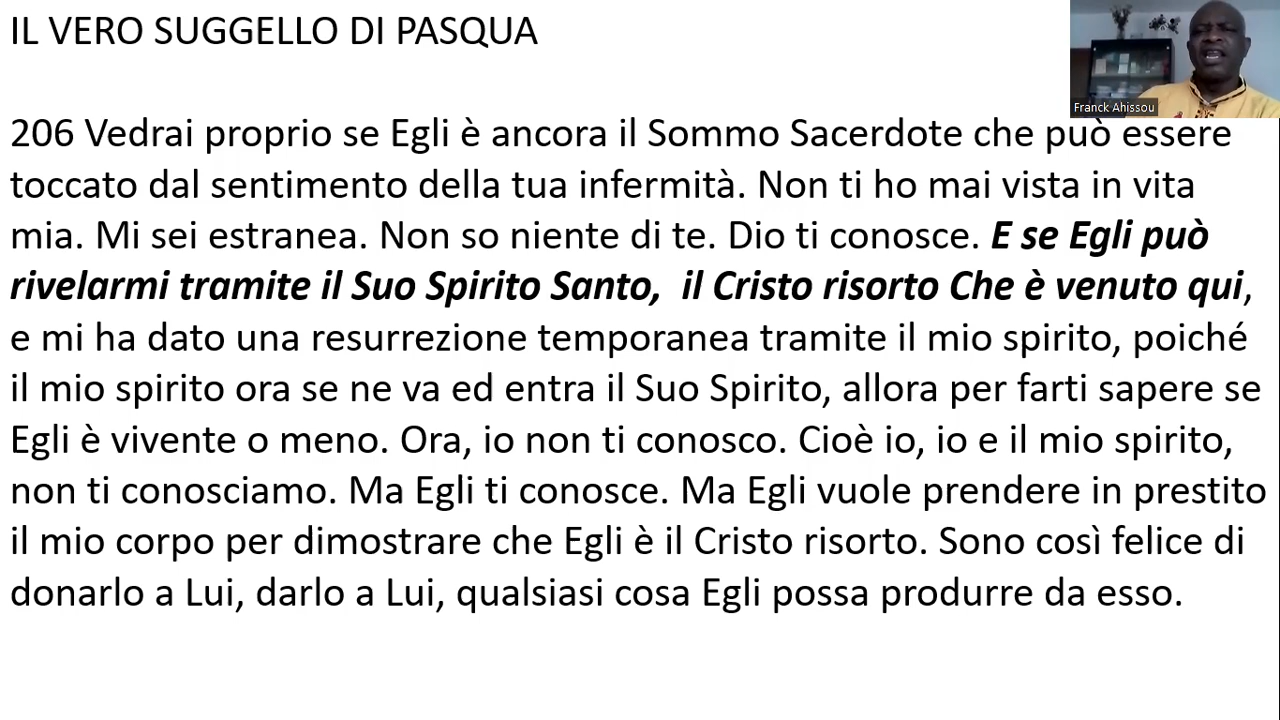 IL VERO SUGGELLO DI PASQUA
Franck Ahissou
206 Vedrai proprio se Egli è ancora il Sommo Sacerdote che può essere
toccato dal sentimento della tua infermità. Non ti ho mai vista in vita
mia. Mi sei estranea. Non so niente di te. Dio ti conosce. E se Egli può
rivelarmi tramite il Suo Spirito Santo,  il Cristo risorto Che è venuto qui,
e mi ha dato una resurrezione temporanea tramite il mio spirito, poiché
il mio spirito ora se ne va ed entra il Suo Spirito, allora per farti sapere se
Egli è vivente o meno. Ora, io non ti conosco. Cioè io, io e il mio spirito,
non ti conosciamo. Ma Egli ti conosce. Ma Egli vuole prendere in prestito
il mio corpo per dimostrare che Egli è il Cristo risorto. Sono così felice di
donarlo a Lui, darlo a Lui, qualsiasi cosa Egli possa produrre da esso.